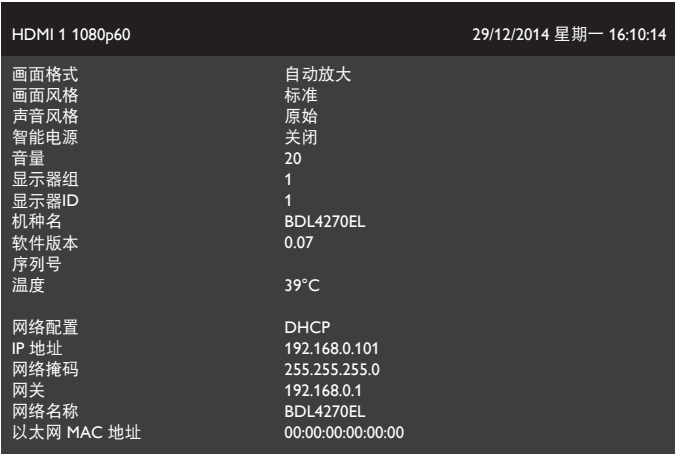 HDMI 1 1080p60 29/12/2014 星期一 16:10:14
画面格式 自动放大
画面风格 标准
声音风格 原始
智能电源 关闭
音量 20
显示器组 1
显示器ID 1
机种名 BDL4270EL
软件版本 0.07
序列号
温度 39°C
网络配置 DHCP
IP 地址 192.168.0.101
网络掩码 255.255.255.0
网关 192.168.0.1
网络名称 BDL4270EL
以太网 MAC 地址 00:00:00:00:00:00